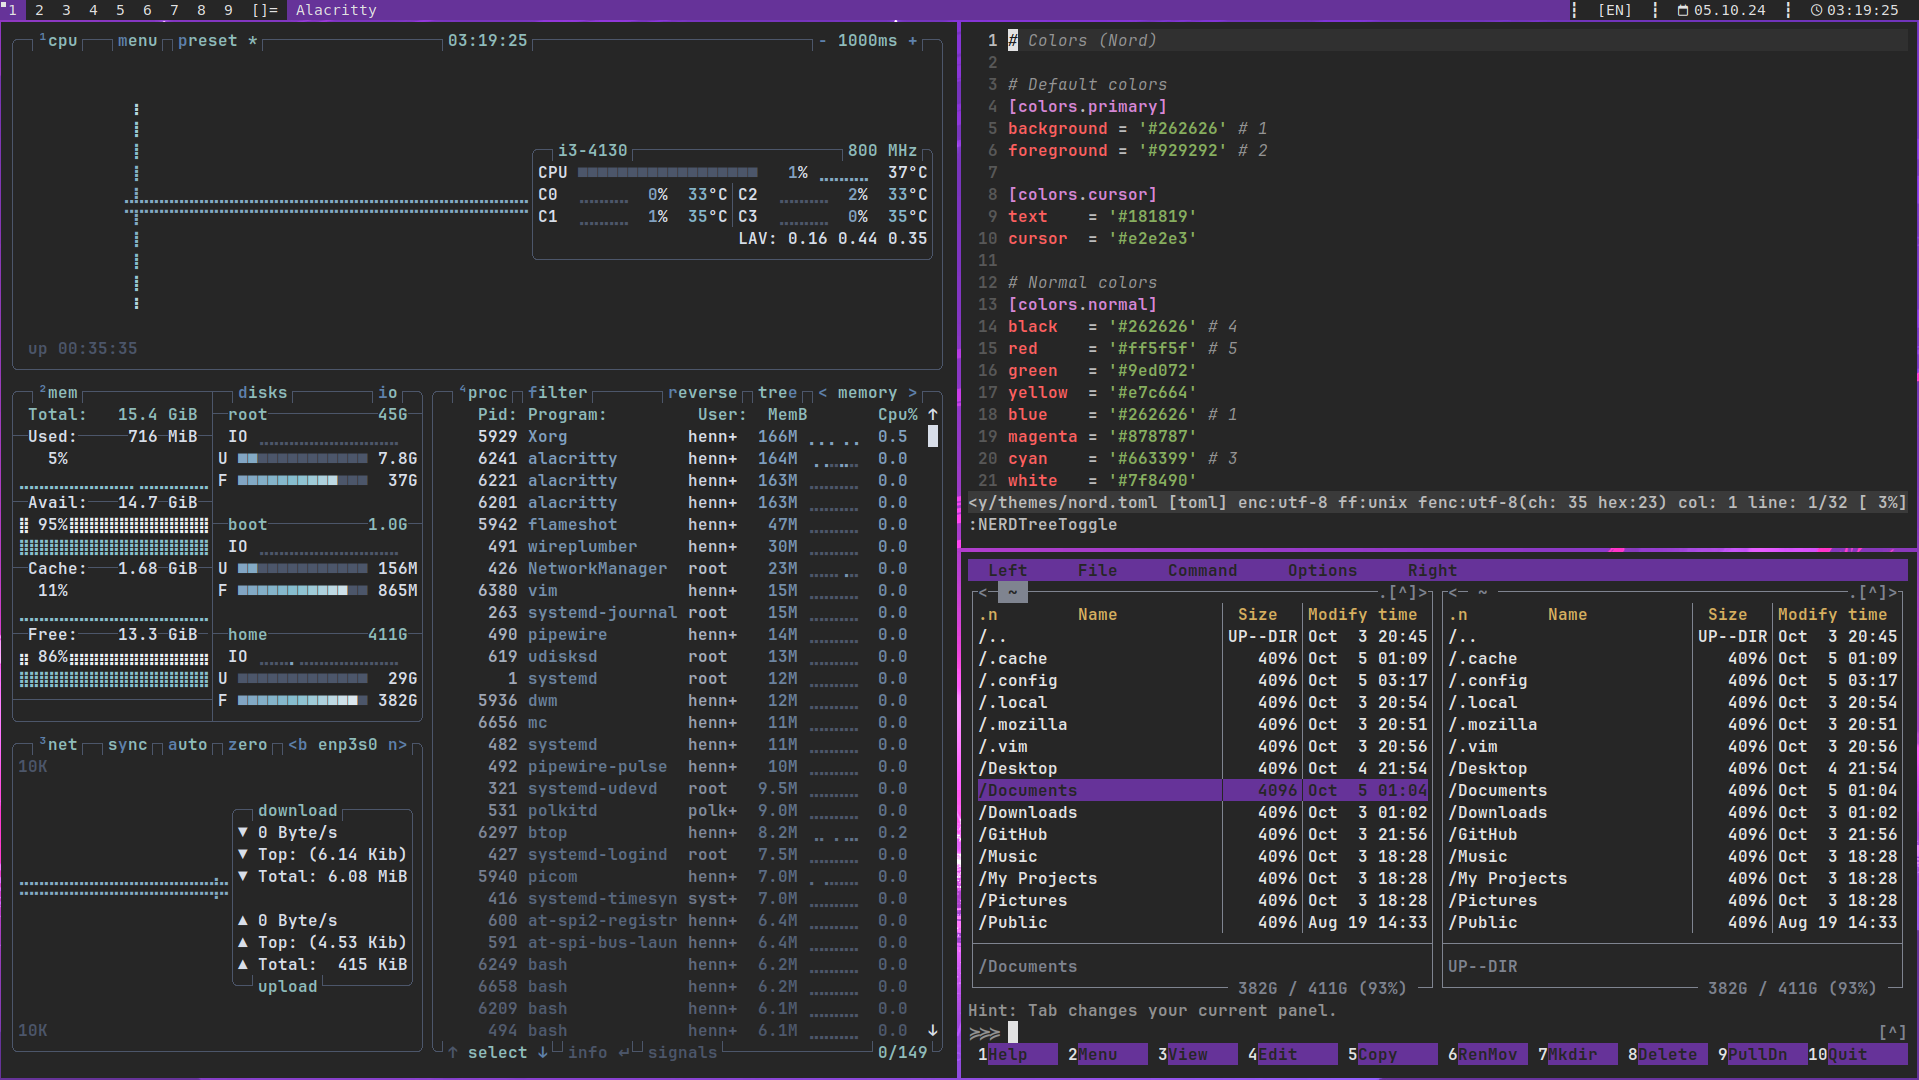 1 2 3 4 5 6 7 8 9 []= Alacritty [EN] 05.10.24 03:19:25
¹cpu menu preset * 03:19:25 - 1000ms +
i3-4130 800 MHz
CPU 1% 37°C
C0 0% 33°C C2 2% 33°C
C1 1% 35°C C3 0% 35°C
LAV: 0.16 0.44 0.35
up 00:35:35
²mem disks io
Total: 15.4 GiB root 45G
Used: 716 MiB IO
5% U 7.8G
F 37G
Avail: 14.7 GiB
95% boot 1.0G
IO
Cache: 1.68 GiB U 156M
11% F 865M
Free: 13.3 GiB home 411G
86% IO
U 29G
F 382G
³net sync auto zero <b enp3s0 n>
10K
download
▼ 0 Byte/s
▼ Top: (6.14 Kib)
▼ Total: 6.08 MiB
▲ 0 Byte/s
▲ Top: (4.53 Kib)
▲ Total: 415 KiB
upload
10K
⁴proc filter reverse tree < memory >
Pid: Program: User: MemB Cpu% ↑
5929 Xorg henn+ 166M 0.5
6241 alacritty henn+ 164M 0.0
6221 alacritty henn+ 163M 0.0
6201 alacritty henn+ 163M 0.0
5942 flameshot henn+ 47M 0.0
491 wireplumber henn+ 30M 0.0
426 NetworkManager root 23M 0.0
6380 vim henn+ 15M 0.0
263 systemd-journal root 15M 0.0
490 pipewire henn+ 14M 0.0
619 udisksd root 13M 0.0
1 systemd root 12M 0.0
5936 dwm henn+ 12M 0.0
6656 mc henn+ 11M 0.0
482 systemd henn+ 11M 0.0
492 pipewire-pulse henn+ 10M 0.0
321 systemd-udevd root 9.5M 0.0
531 polkitd polk+ 9.0M 0.0
6297 btop henn+ 8.2M 0.2
427 systemd-logind root 7.5M 0.0
5940 picom henn+ 7.0M 0.0
416 systemd-timesyn syst+ 7.0M 0.0
600 at-spi2-registr henn+ 6.4M 0.0
591 at-spi-bus-laun henn+ 6.4M 0.0
6249 bash henn+ 6.2M 0.0
6658 bash henn+ 6.2M 0.0
6209 bash henn+ 6.1M 0.0
494 bash henn+ 6.1M 0.0 ↓
↑ select ↓ info ↵ signals 0/149
1 # Colors (Nord)
2
3 # Default colors
4 [colors.primary]
5 background = '#262626' # 1
6 foreground = '#929292' # 2
7
8 [colors.cursor]
9 text = '#181819'
10 cursor = '#e2e2e3'
11
12 # Normal colors
13 [colors.normal]
14 black = '#262626' # 4
15 red = '#ff5f5f' # 5
16 green = '#9ed072'
17 yellow = '#e7c664'
18 blue = '#262626' # 1
19 magenta = '#878787'
20 cyan = '#663399' # 3
21 white = '#7f8490'
<y/themes/nord.toml [toml] enc:utf-8 ff:unix fenc:utf-8(ch: 35 hex:23) col: 1 line: 1/32 [ 3%]
:NERDTreeToggle
Left File Command Options Right
<- ~ .[^]> <- ~ .[^]>
.n Name Size Modify time .n Name Size Modify time
/.. UP--DIR Oct 3 20:45 /.. UP--DIR Oct 3 20:45
/.cache 4096 Oct 5 01:09 /.cache 4096 Oct 5 01:09
/.config 4096 Oct 5 03:17 /.config 4096 Oct 5 03:17
/.local 4096 Oct 3 20:54 /.local 4096 Oct 3 20:54
/.mozilla 4096 Oct 3 20:51 /.mozilla 4096 Oct 3 20:51
/.vim 4096 Oct 3 20:56 /.vim 4096 Oct 3 20:56
/Desktop 4096 Oct 4 21:54 /Desktop 4096 Oct 4 21:54
/Documents 4096 Oct 5 01:04 /Documents 4096 Oct 5 01:04
/Downloads 4096 Oct 3 01:02 /Downloads 4096 Oct 3 01:02
/GitHub 4096 Oct 3 21:56 /GitHub 4096 Oct 3 21:56
/Music 4096 Oct 3 18:28 /Music 4096 Oct 3 18:28
/My Projects 4096 Oct 3 18:28 /My Projects 4096 Oct 3 18:28
/Pictures 4096 Oct 3 18:28 /Pictures 4096 Oct 3 18:28
/Public 4096 Aug 19 14:33 /Public 4096 Aug 19 14:33
/Documents UP--DIR
382G / 411G (93%) 382G / 411G (93%)
Hint: Tab changes your current panel.
>>> [^]
1Help 2Menu 3View 4Edit 5Copy 6RenMov 7Mkdir 8Delete 9PullDn 10Quit